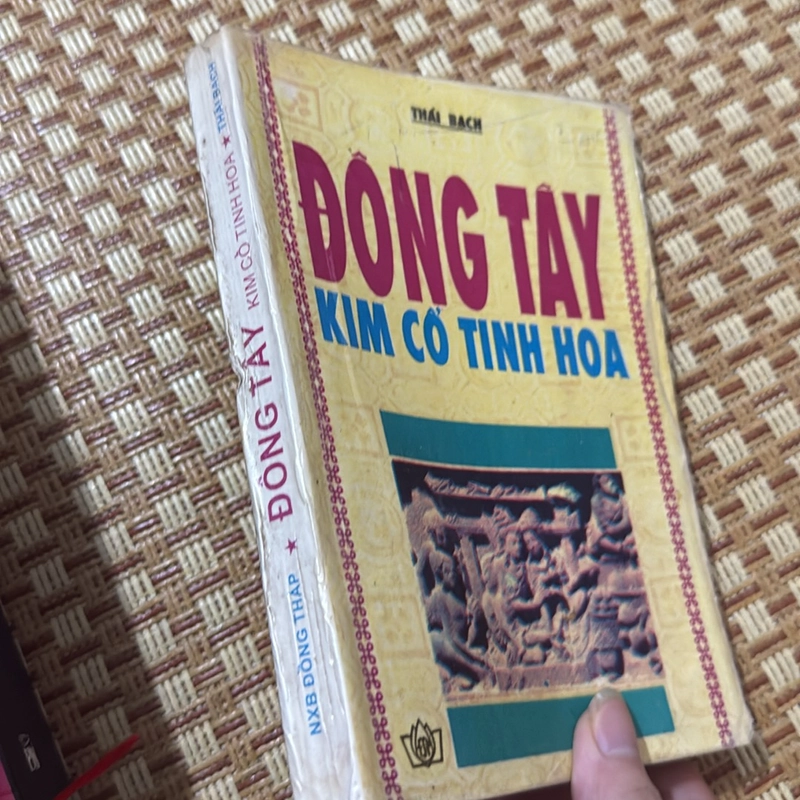 THÁI BẠCH
ĐÔNG TÂY
KIM CỔ TINH HOA
NXB ĐỒNG THÁP ★ ĐÔNG TÂY KIM CỔ TINH HOA ★ THÁI BẠCH